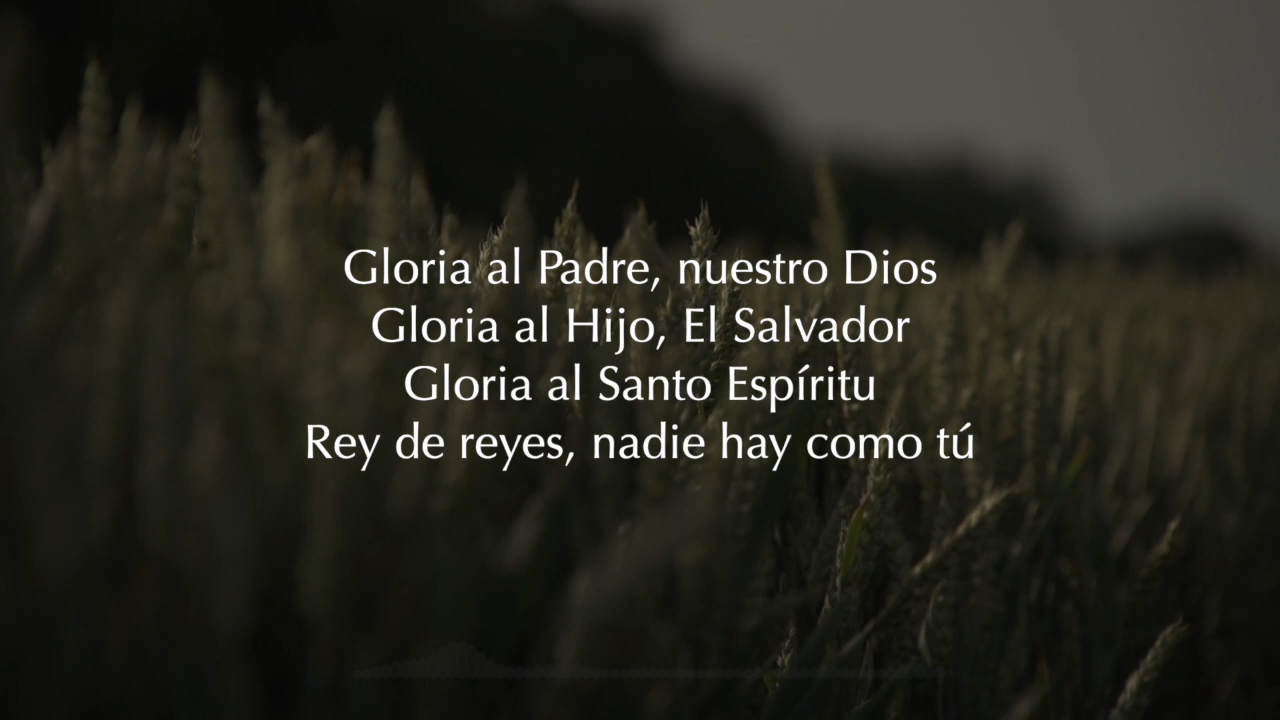 Gloria al Padre, nuestro Dios
Gloria al Hijo, El Salvador
Gloria al Santo Espíritu
Rey de reyes, nadie hay como tú